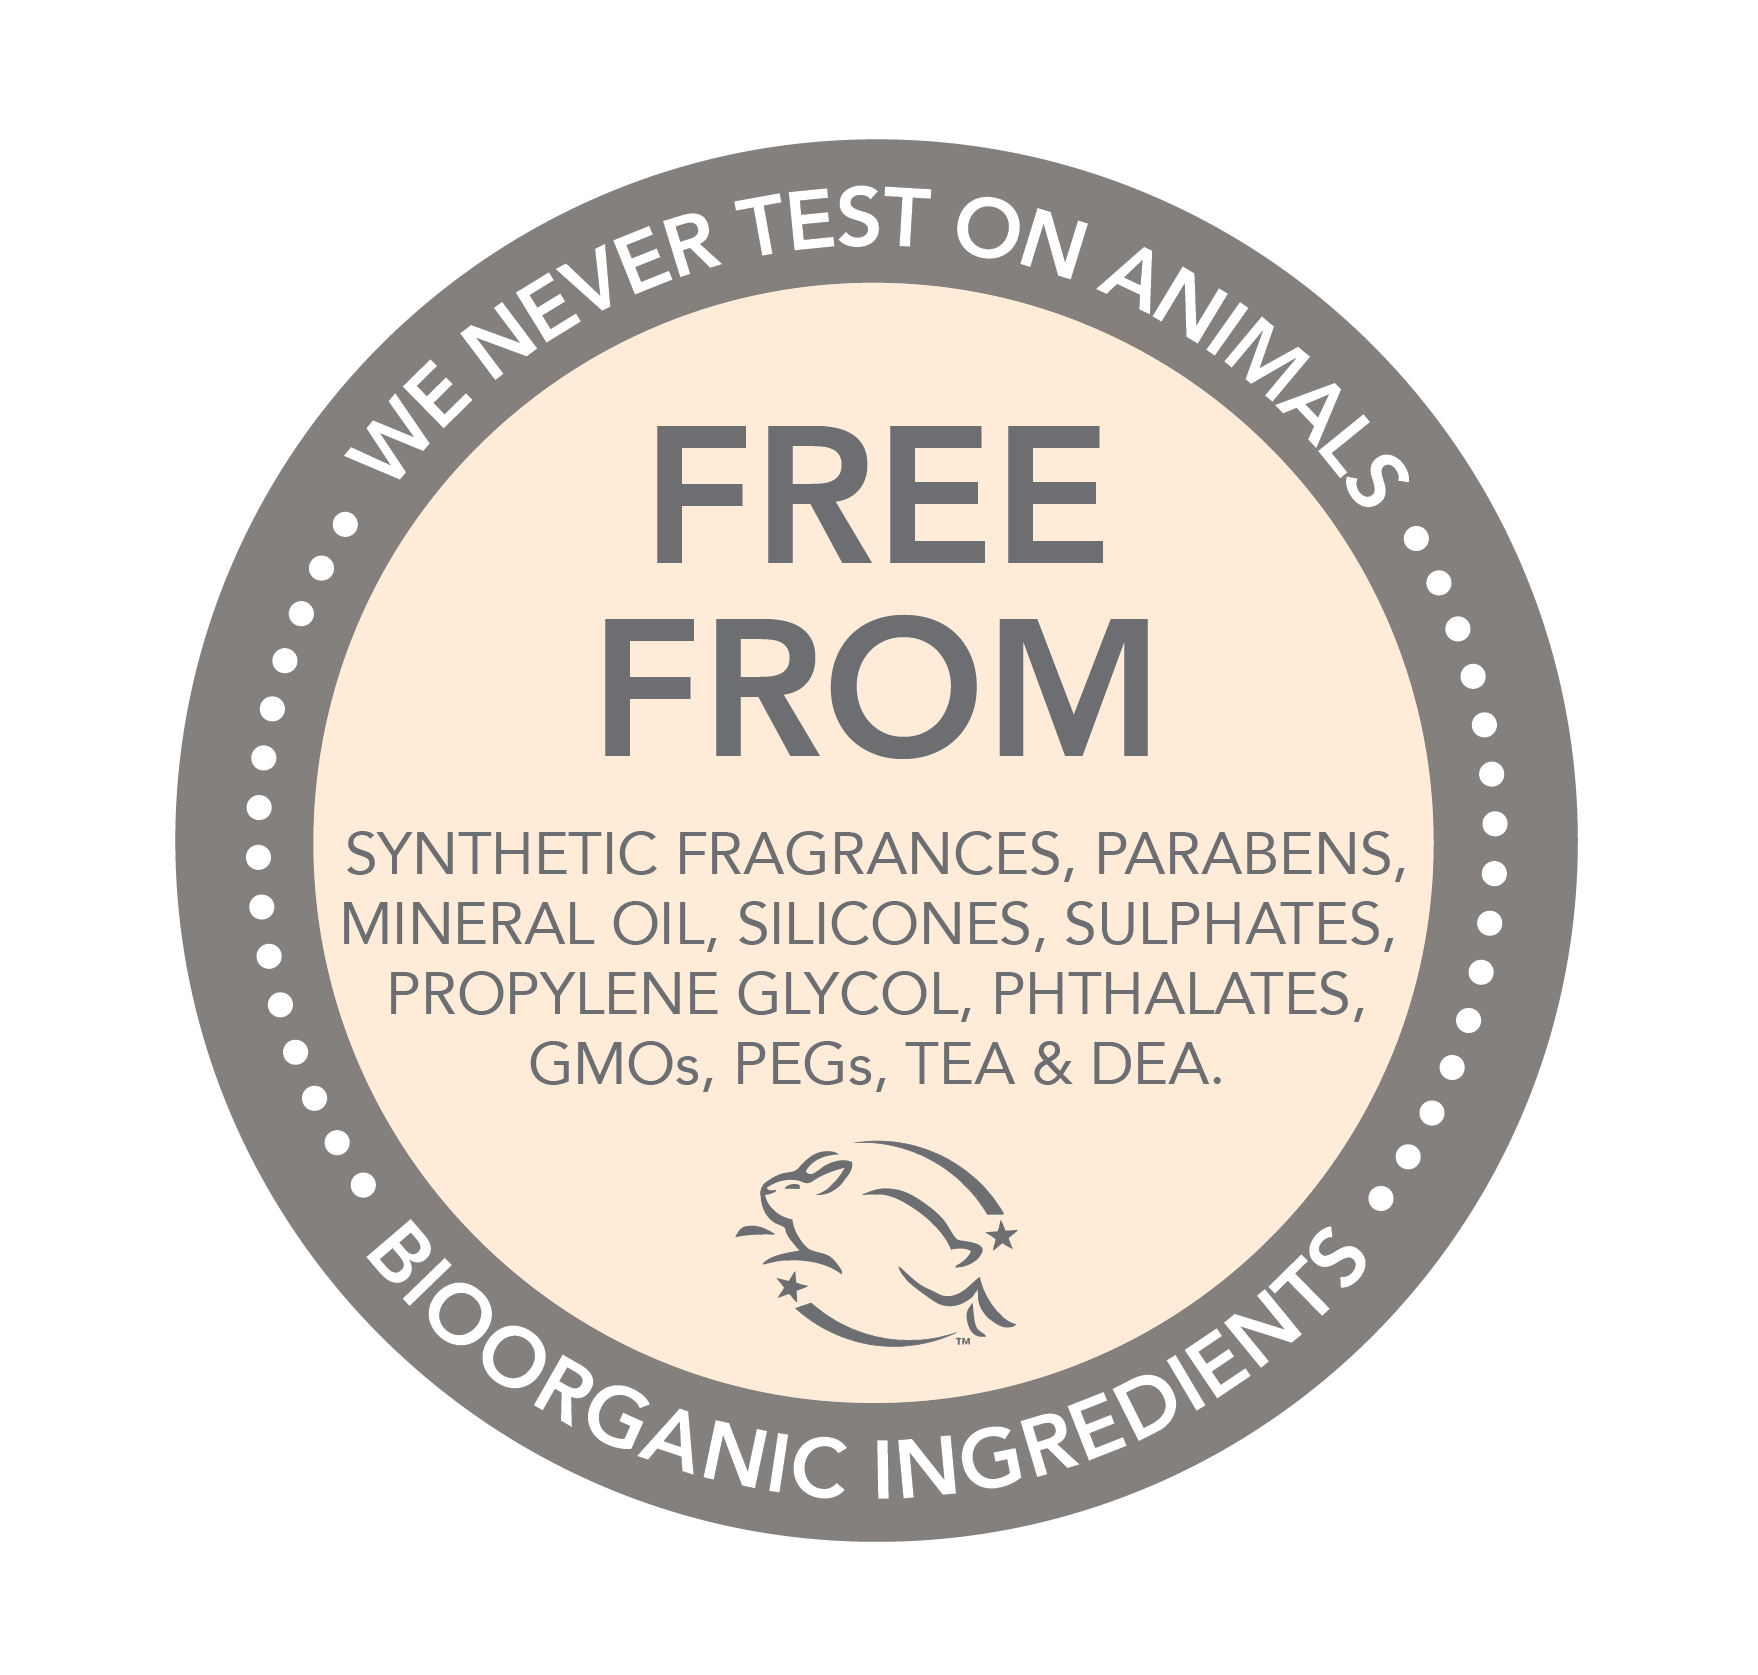 WE NEVER TEST ON ANIMALS
FREE
FROM
SYNTHETIC FRAGRANCES, PARABENS,
MINERAL OIL, SILICONES, SULPHATES,
PROPYLENE GLYCOL, PHTHALATES,
GMOs, PEGs, TEA & DEA.
TM
BIOORGANIC INGREDIENTS